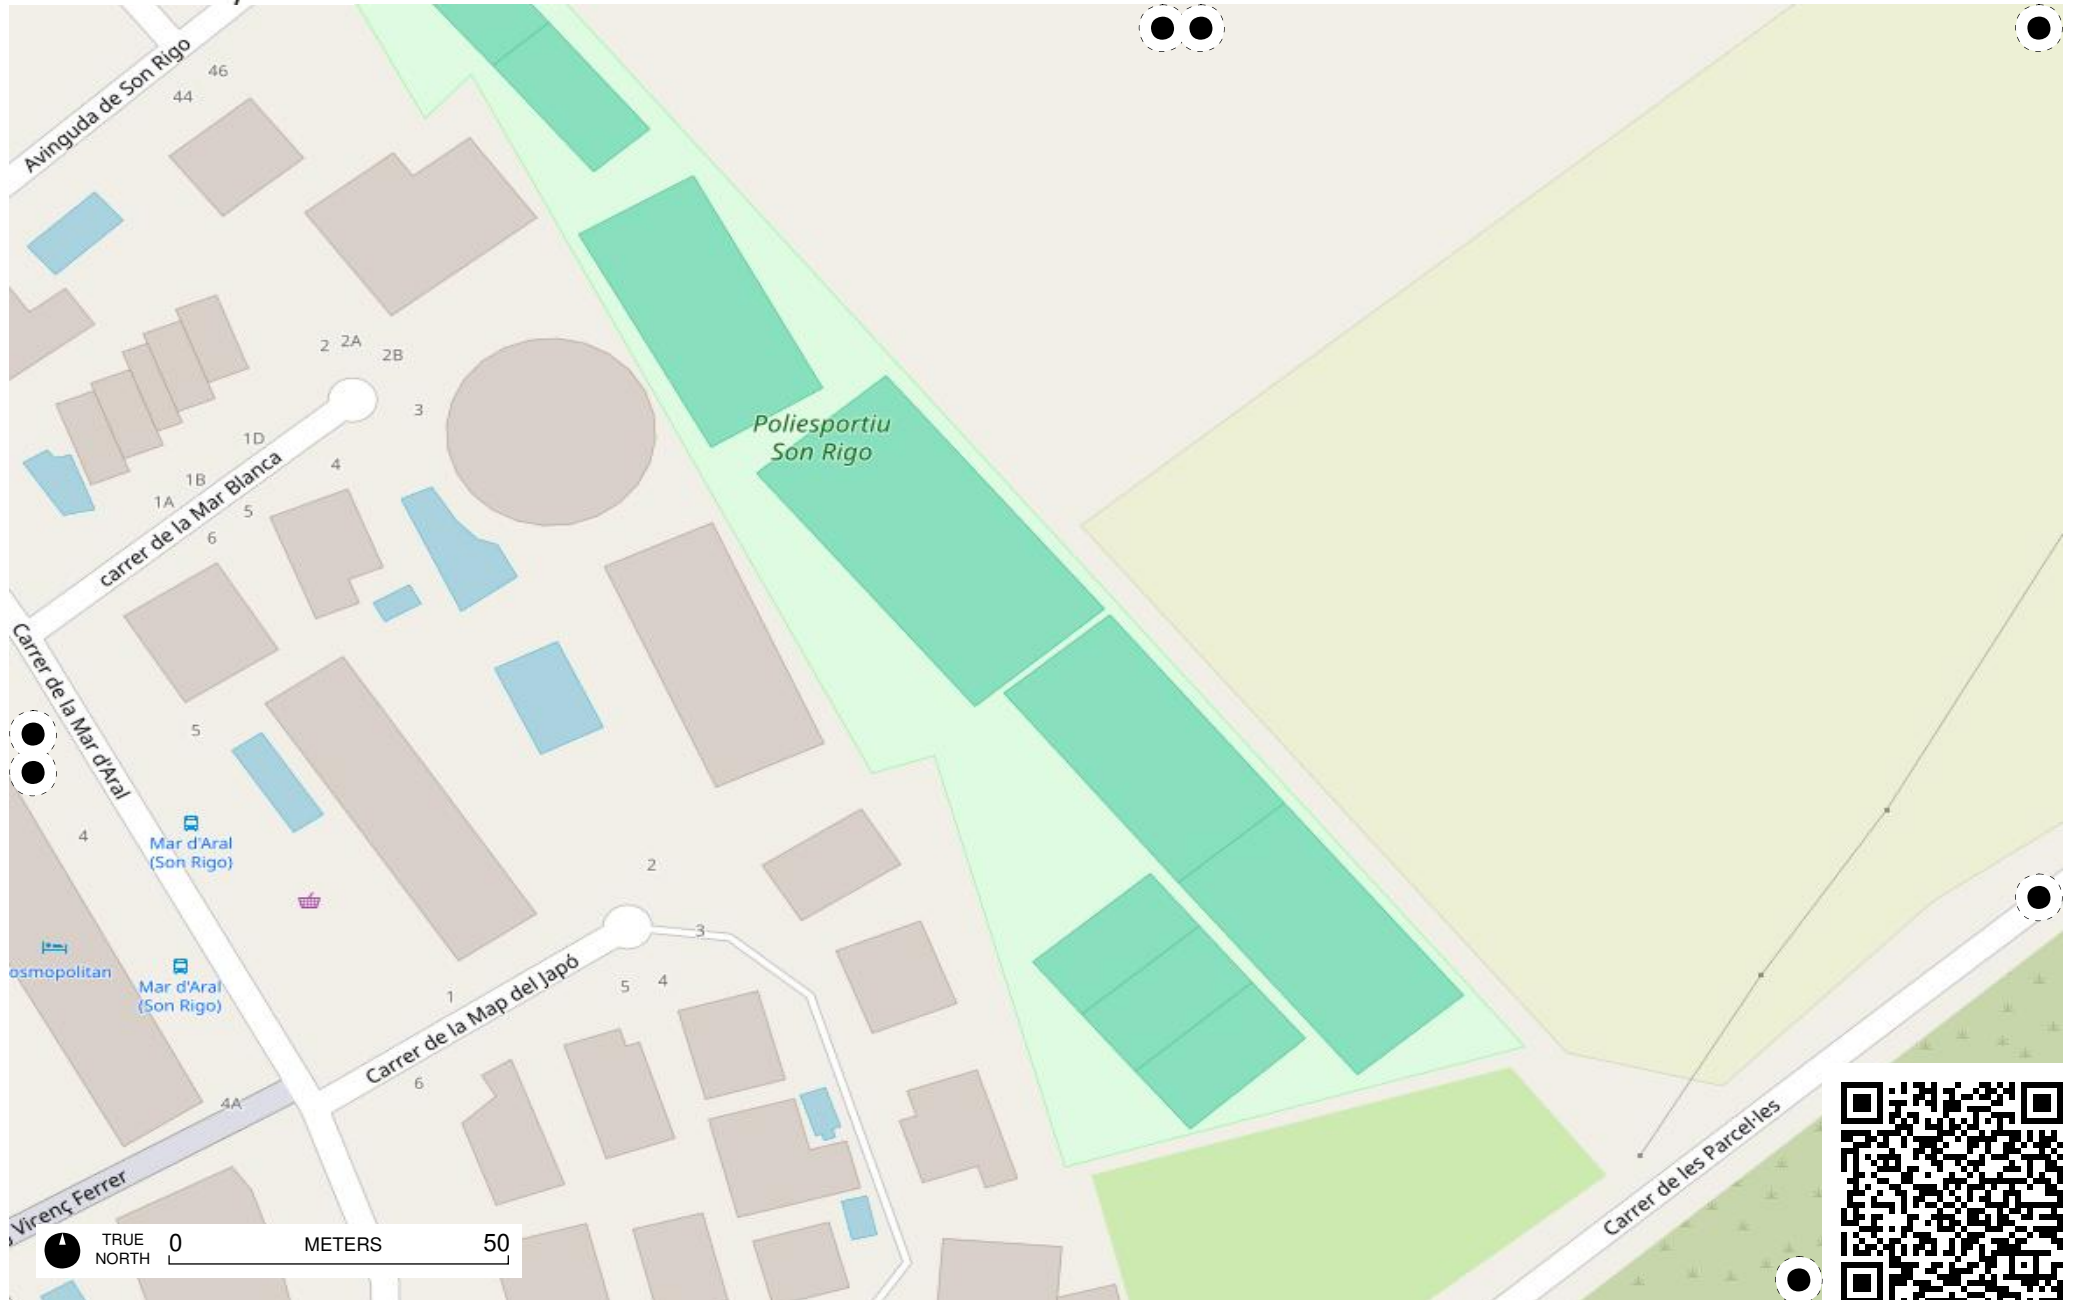 Avinguda de Son Rigo
46
44
2
2A
2B
3
1D
4
1B
1A
5
6
carrer de la Mar Blanca
Poliesportiu
Son Rigo
Carrer de la Mar d'Aral
5
4
Mar d'Aral
(Son Rigo)
osmopolitan
Mar d'Aral
(Son Rigo)
2
3
5
4
1
Carrer de la Map del Japó
6
4A
Vicenç Ferrer
Carrer de les Parcel·les
TRUE
NORTH
0
METERS
50